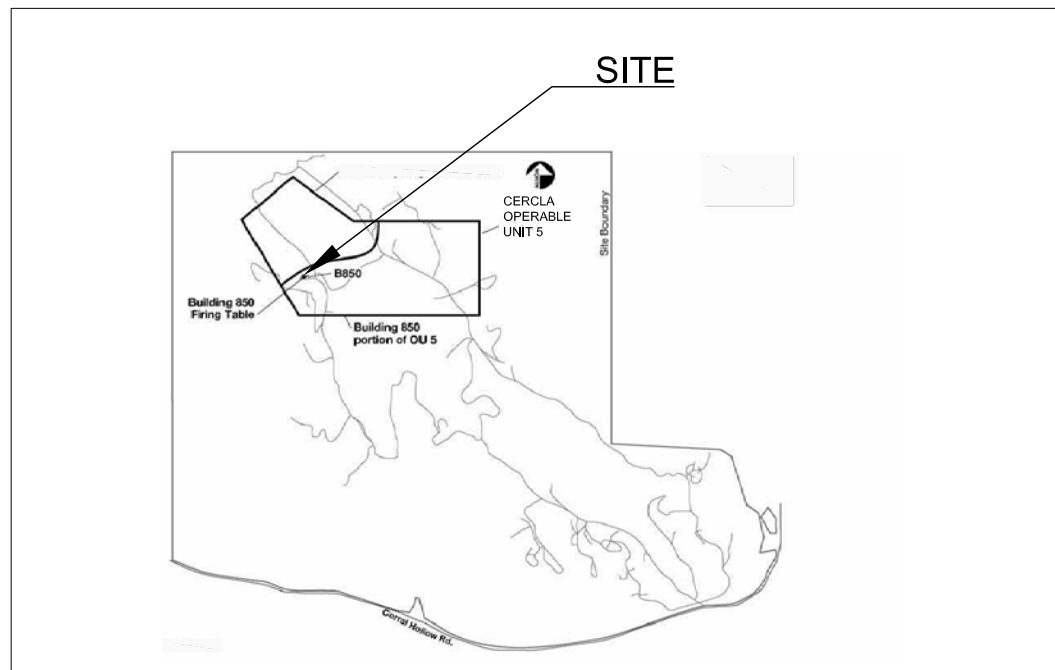 SITE
NORTH
CERCLA
OPERABLE
UNIT 5
Site Boundary
B850
Building 850
Firing Table
Building 850
portion of OU 5
Corral Hollow Rd.